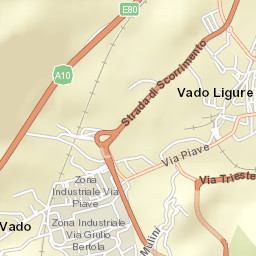 E80
A10
Strada di Scorrimento
Vado Ligure
Via Piave
Via Trieste
Zona
Industriale Via
Piave
Vado
Zona Industriale
Via Giulio
Bertola
Mulini